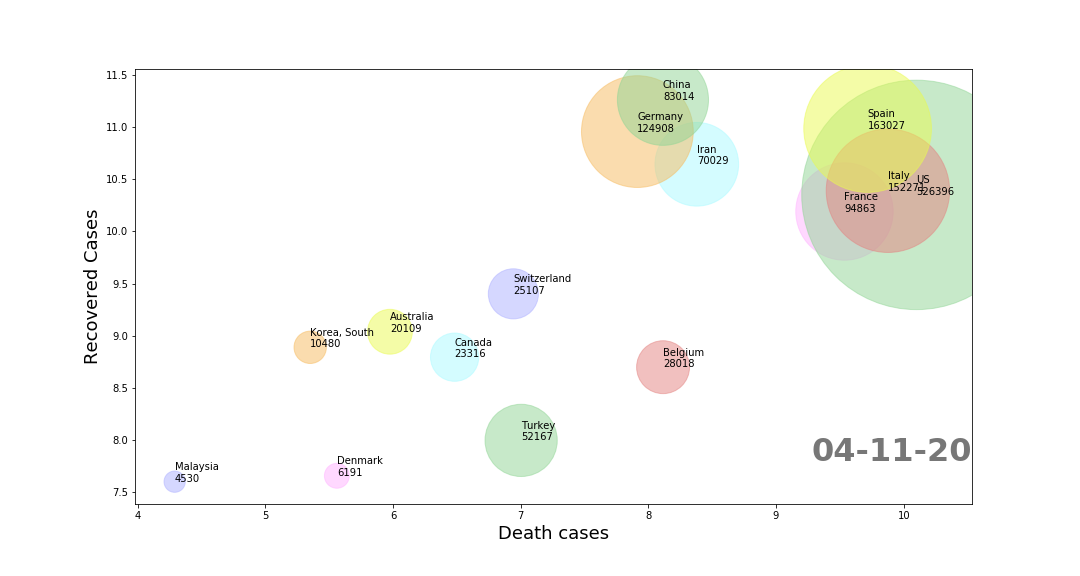 11.5
11.0
10.5
10.0
9.5
9.0
8.5
8.0
7.5
Recovered Cases
China
83014
Germany
124908
Iran
70029
Spain
163027
Italy
152271
US
526396
France
94863
Switzerland
25107
Australia
20109
Korea, South
10480
Canada
23316
Belgium
28018
Turkey
52167
Denmark
6191
Malaysia
4530
04-11-20
4
5
6
7
8
9
10
Death cases